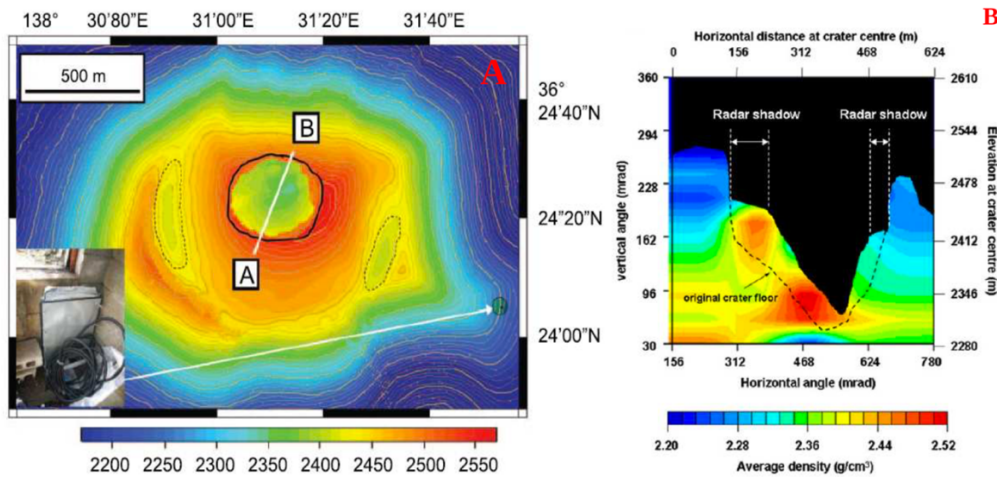 138°
30'80"E
31'00"E
31'20"E
31'40"E
500 m
A
36°
24'40"N
24'20"N
24'00"N
B
A
2200 2250 2300 2350 2400 2450 2500 2550
B
Horizontal distance at crater centre (m)
0 156 312 468 624
360 294 228 162 96 30
vertical angle (mrad)
Radar shadow Radar shadow
original crater floor
2610 2544 2478 2412 2346 2280
Elevation at crater centre (m)
156 312 468 624 780
Horizontal angle (mrad)
2.20 2.28 2.36 2.44 2.52
Average density (g/cm³)